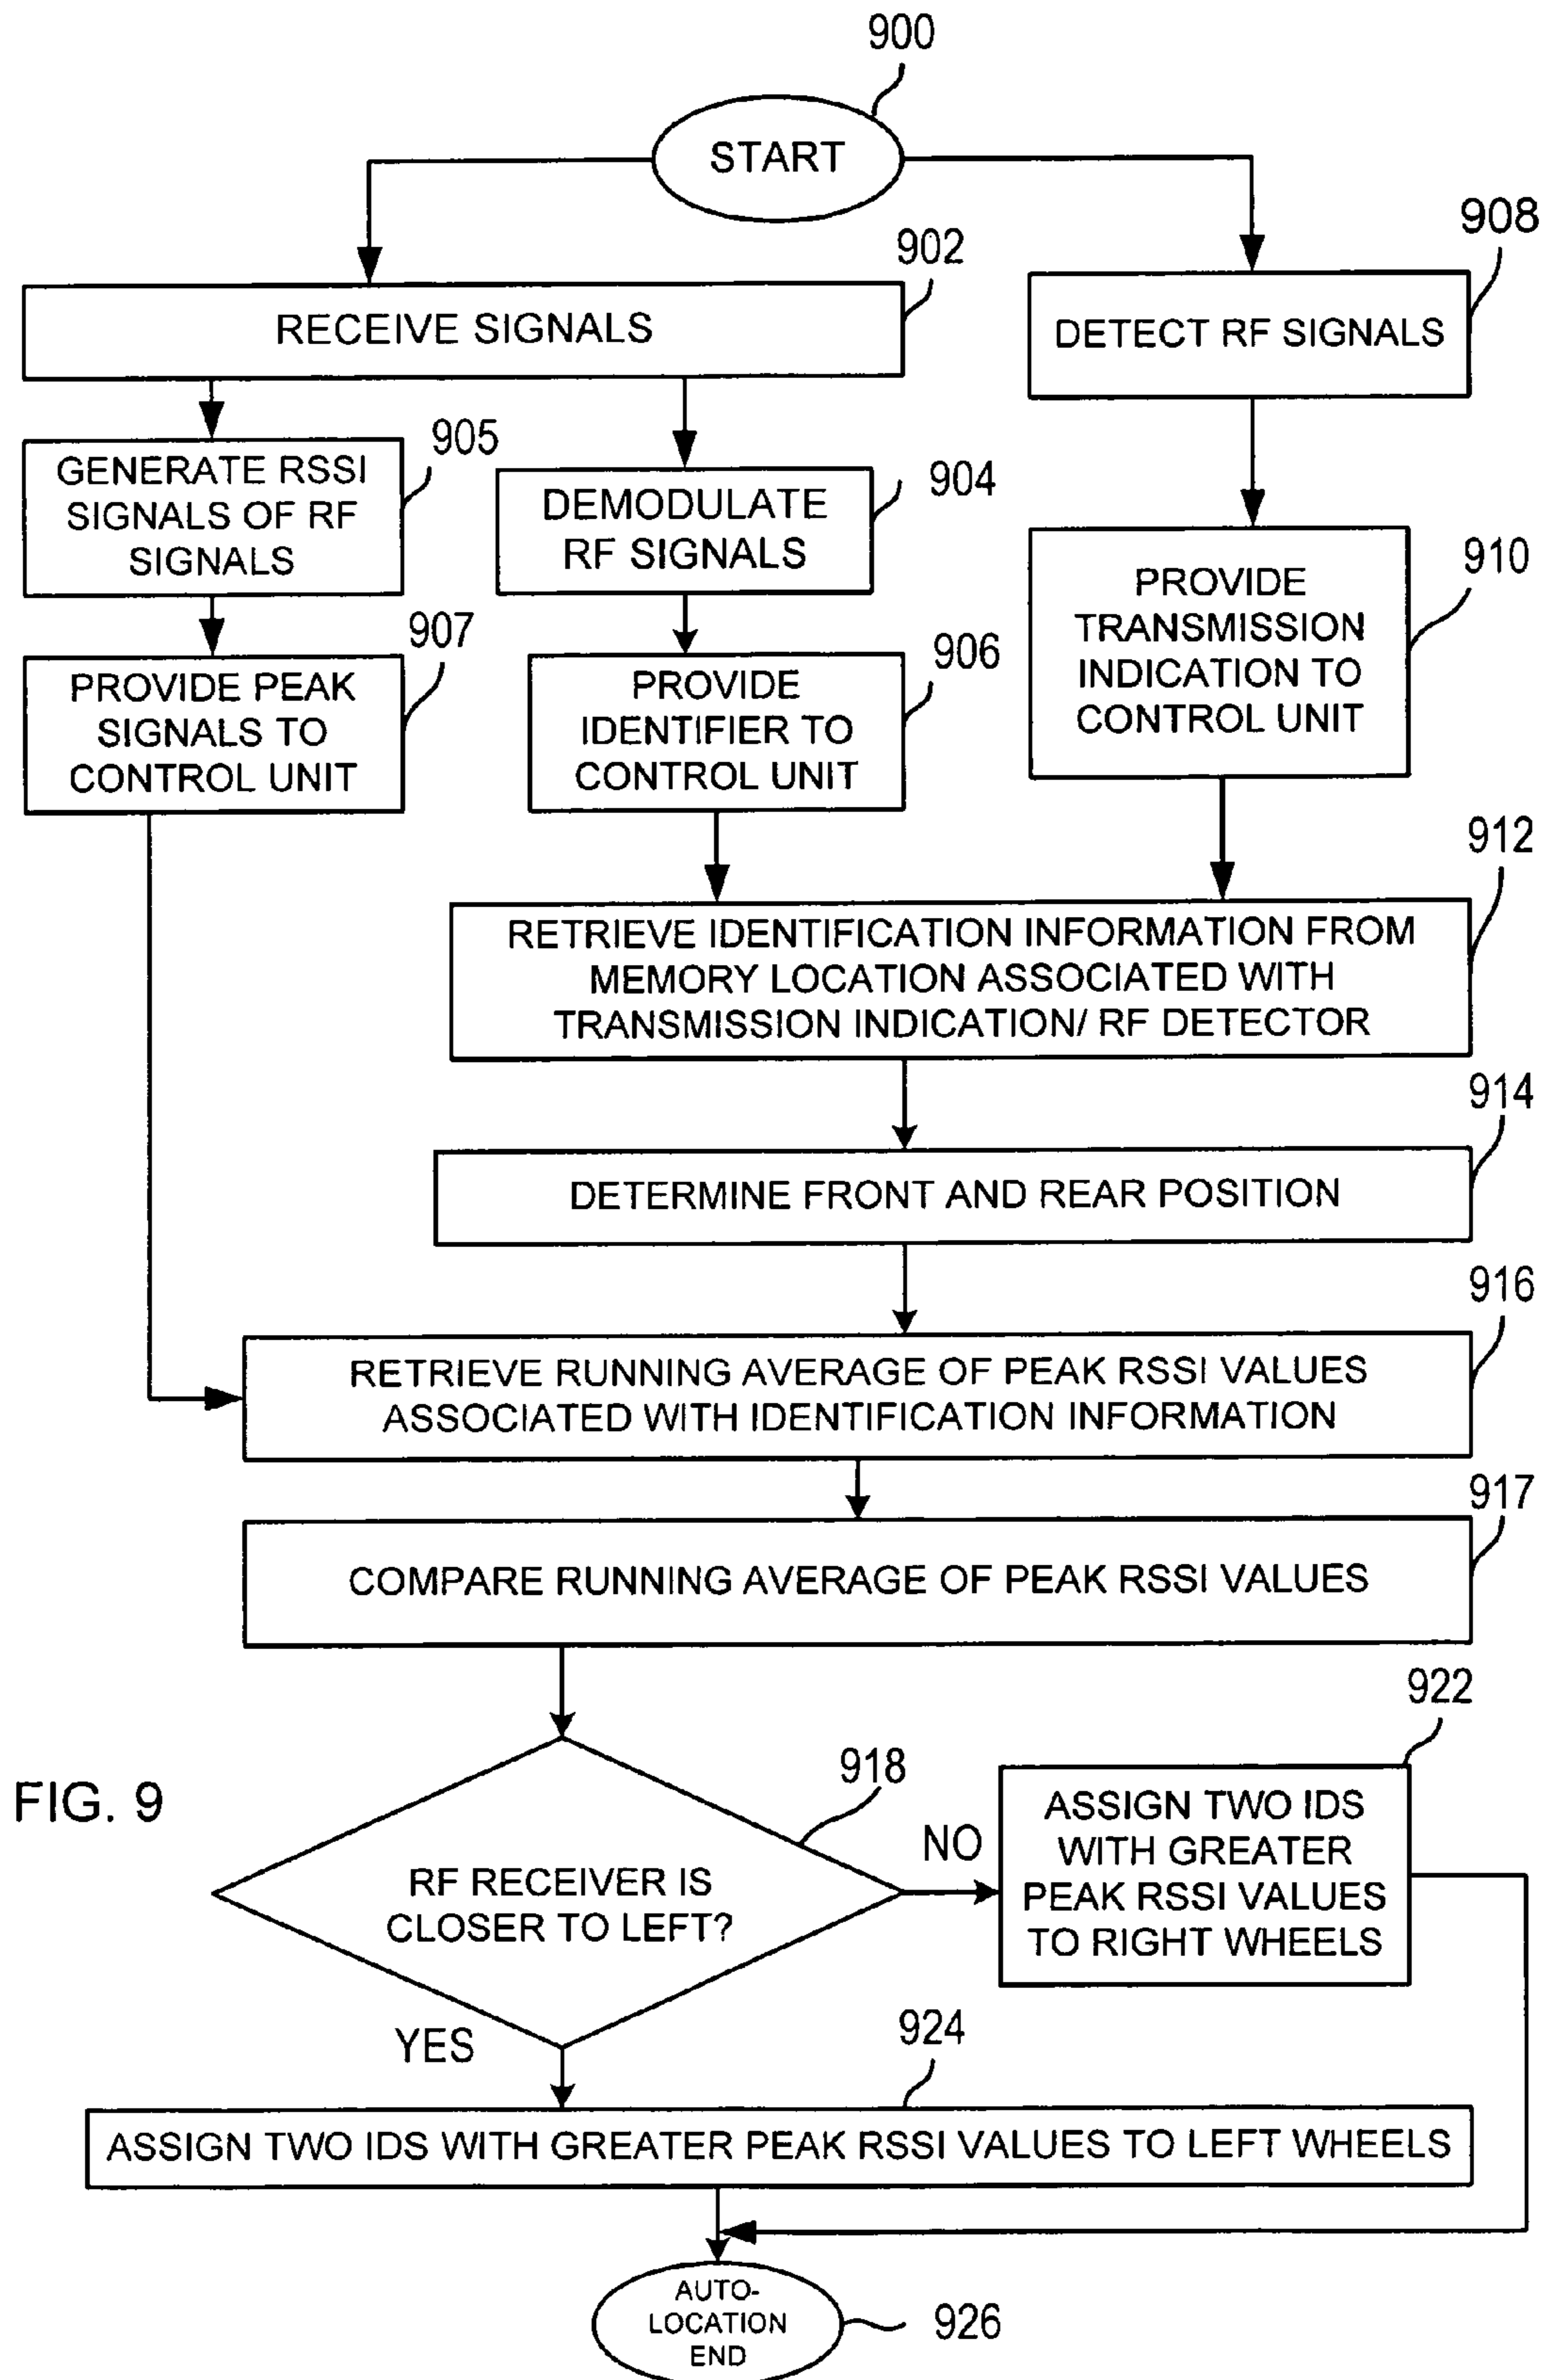 900
START
902
908
RECEIVE SIGNALS
DETECT RF SIGNALS
905
GENERATE RSSI
SIGNALS OF RF
SIGNALS
904
DEMODULATE
RF SIGNALS
910
PROVIDE
TRANSMISSION
INDICATION TO
CONTROL UNIT
907
PROVIDE PEAK
SIGNALS TO
CONTROL UNIT
906
PROVIDE
IDENTIFIER TO
CONTROL UNIT
912
RETRIEVE IDENTIFICATION INFORMATION FROM
MEMORY LOCATION ASSOCIATED WITH
TRANSMISSION INDICATION/ RF DETECTOR
914
DETERMINE FRONT AND REAR POSITION
916
RETRIEVE RUNNING AVERAGE OF PEAK RSSI VALUES
ASSOCIATED WITH IDENTIFICATION INFORMATION
917
COMPARE RUNNING AVERAGE OF PEAK RSSI VALUES
922
918
FIG. 9
RF RECEIVER IS
CLOSER TO LEFT?
NO
ASSIGN TWO IDS
WITH GREATER
PEAK RSSI VALUES
TO RIGHT WHEELS
YES
924
ASSIGN TWO IDS WITH GREATER PEAK RSSI VALUES TO LEFT WHEELS
AUTO-
LOCATION
END
926